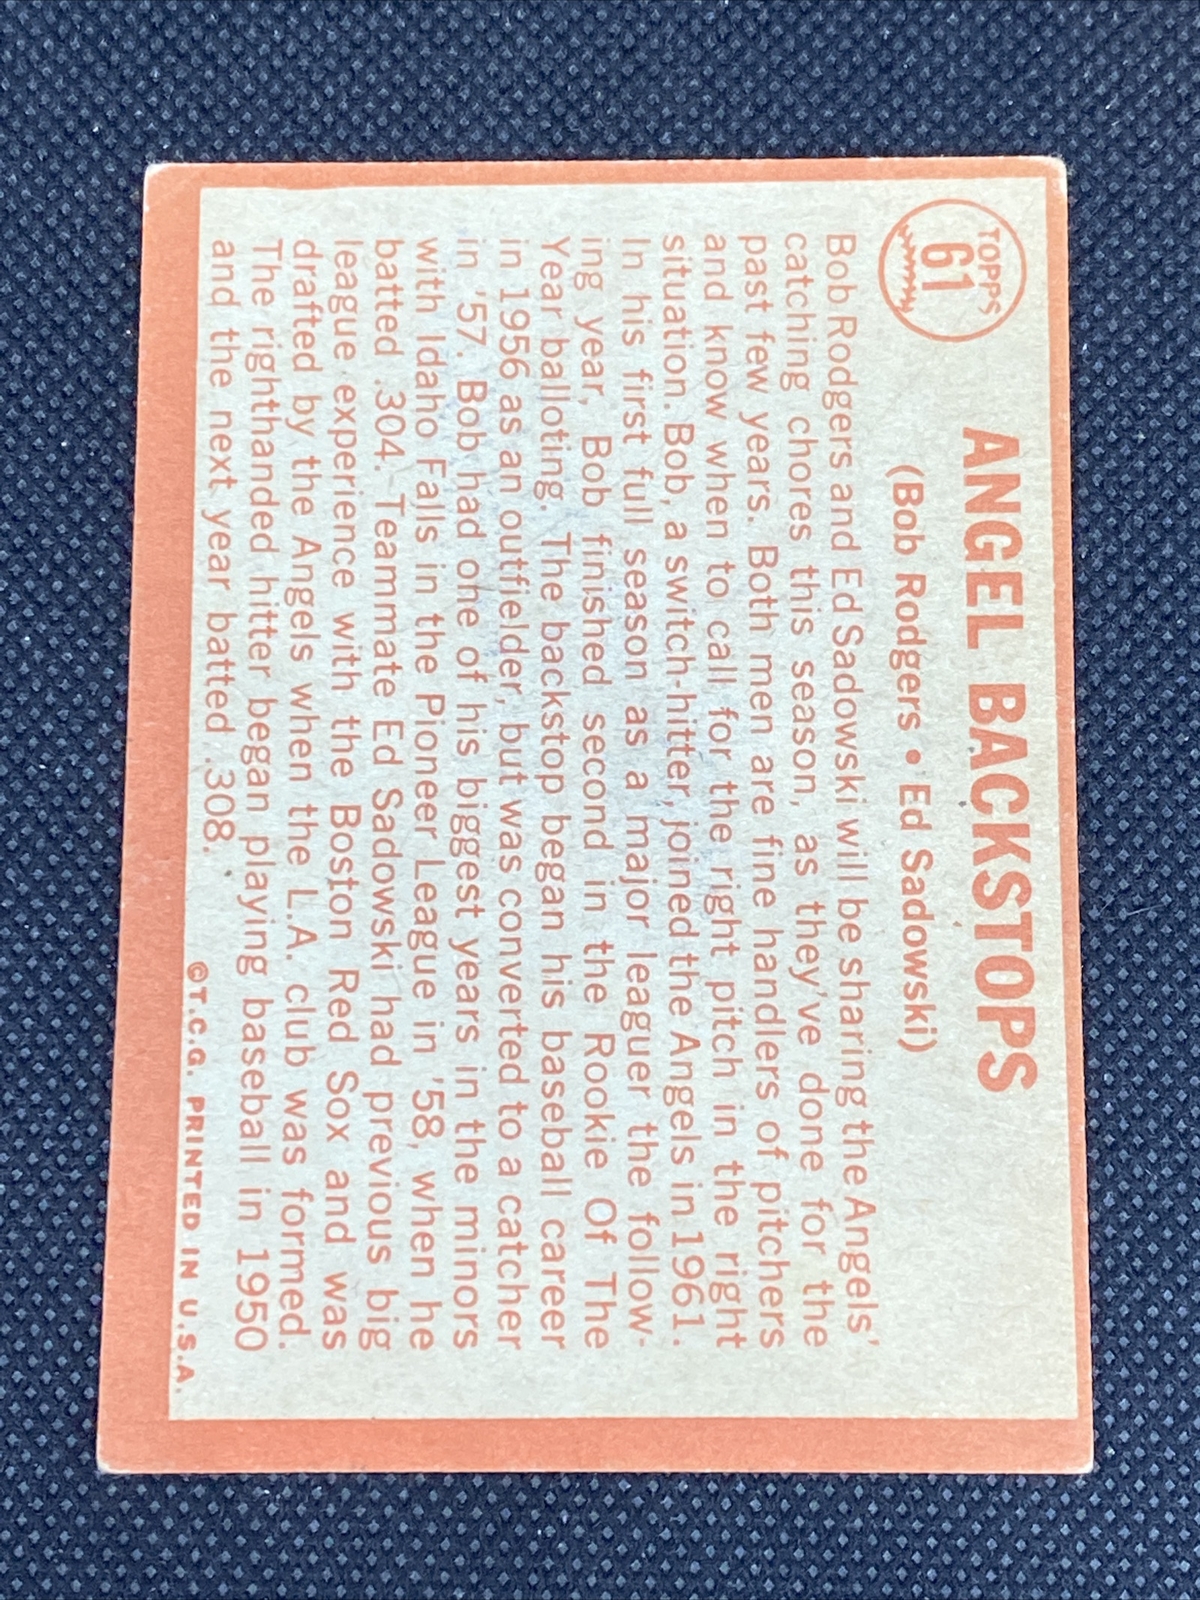 TOPPS
61
ANGEL BACKSTOPS
(Bob Rodgers • Ed Sadowski)
Bob Rodgers and Ed Sadowski will be sharing the Angels'
catching chores this season, as they've done for the
past few years. Both men are fine handlers of pitchers
and know when to call for the right pitch in the right
situation. Bob, a switch-hitter, joined the Angels in 1961.
In his first full season as a major leaguer the follow-
ing year, Bob finished second in the Rookie Of The
Year balloting. The backstop began his baseball career
in 1956 as an outfielder, but was converted to a catcher
in '57. Bob had one of his biggest years in the minors
with Idaho Falls in the Pioneer League in '58, when he
batted .304. Teammate Ed Sadowski had previous big
league experience with the Boston Red Sox and was
drafted by the Angels when the L.A. club was formed.
The righthanded hitter began playing baseball in 1950
and the next year batted .308.
©T.C.G. PRINTED IN U.S.A.